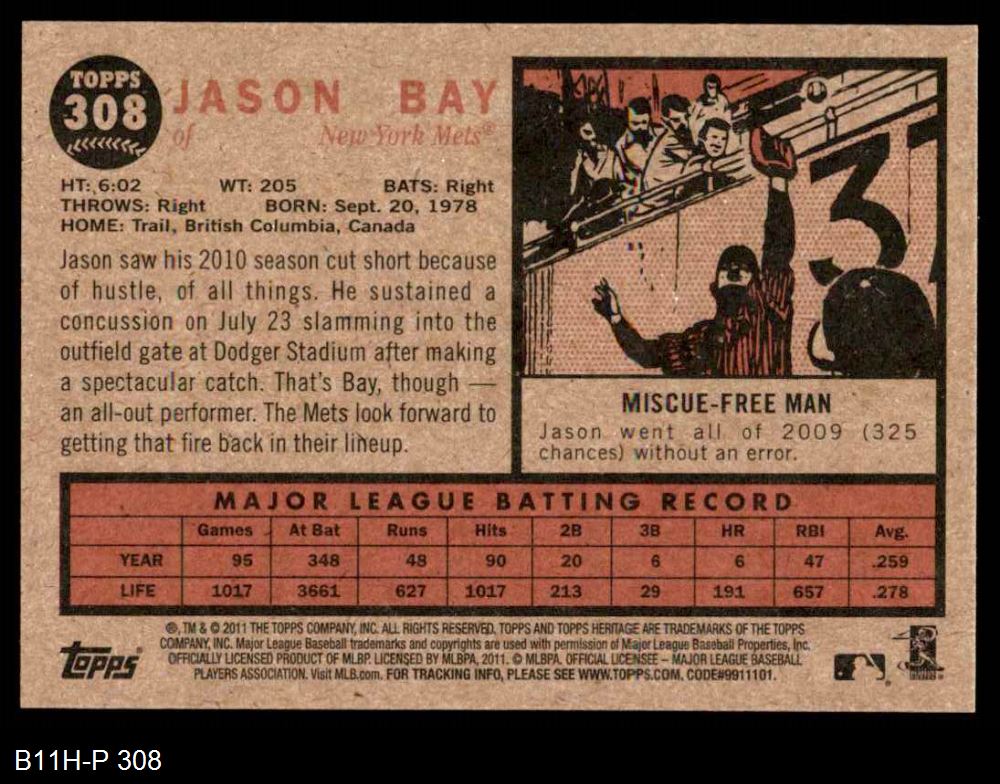 TOPPS
308
JASON BAY
of New York Mets®
HT: 6:02 WT: 205 BATS: Right
THROWS: Right BORN: Sept. 20, 1978
HOME: Trail, British Columbia, Canada
Jason saw his 2010 season cut short because
of hustle, of all things. He sustained a
concussion on July 23 slamming into the
outfield gate at Dodger Stadium after making
a spectacular catch. That's Bay, though —
an all-out performer. The Mets look forward to
getting that fire back in their lineup.
37
MISCUE-FREE MAN
Jason went all of 2009 (325
chances) without an error.
MAJOR LEAGUE BATTING RECORD
Games At Bat Runs Hits 2B 3B HR RBI Avg.
YEAR 95 348 48 90 20 6 6 47 .259
LIFE 1017 3661 627 1017 213 29 191 657 .278
®, TM & © 2011 THE TOPPS COMPANY, INC. ALL RIGHTS RESERVED. TOPPS AND TOPPS HERITAGE ARE TRADEMARKS OF THE TOPPS
COMPANY, INC. Major League Baseball trademarks and copyrights are used with permission of Major League Baseball Properties, Inc.
OFFICIALLY LICENSED PRODUCT OF MLBP. LICENSED BY MLBPA, 2011. © MLBPA. OFFICIAL LICENSEE – MAJOR LEAGUE BASEBALL
PLAYERS ASSOCIATION. Visit MLB.com. FOR TRACKING INFO, PLEASE SEE WWW.TOPPS.COM. CODE#9911101.
Topps®
B11H-P 308